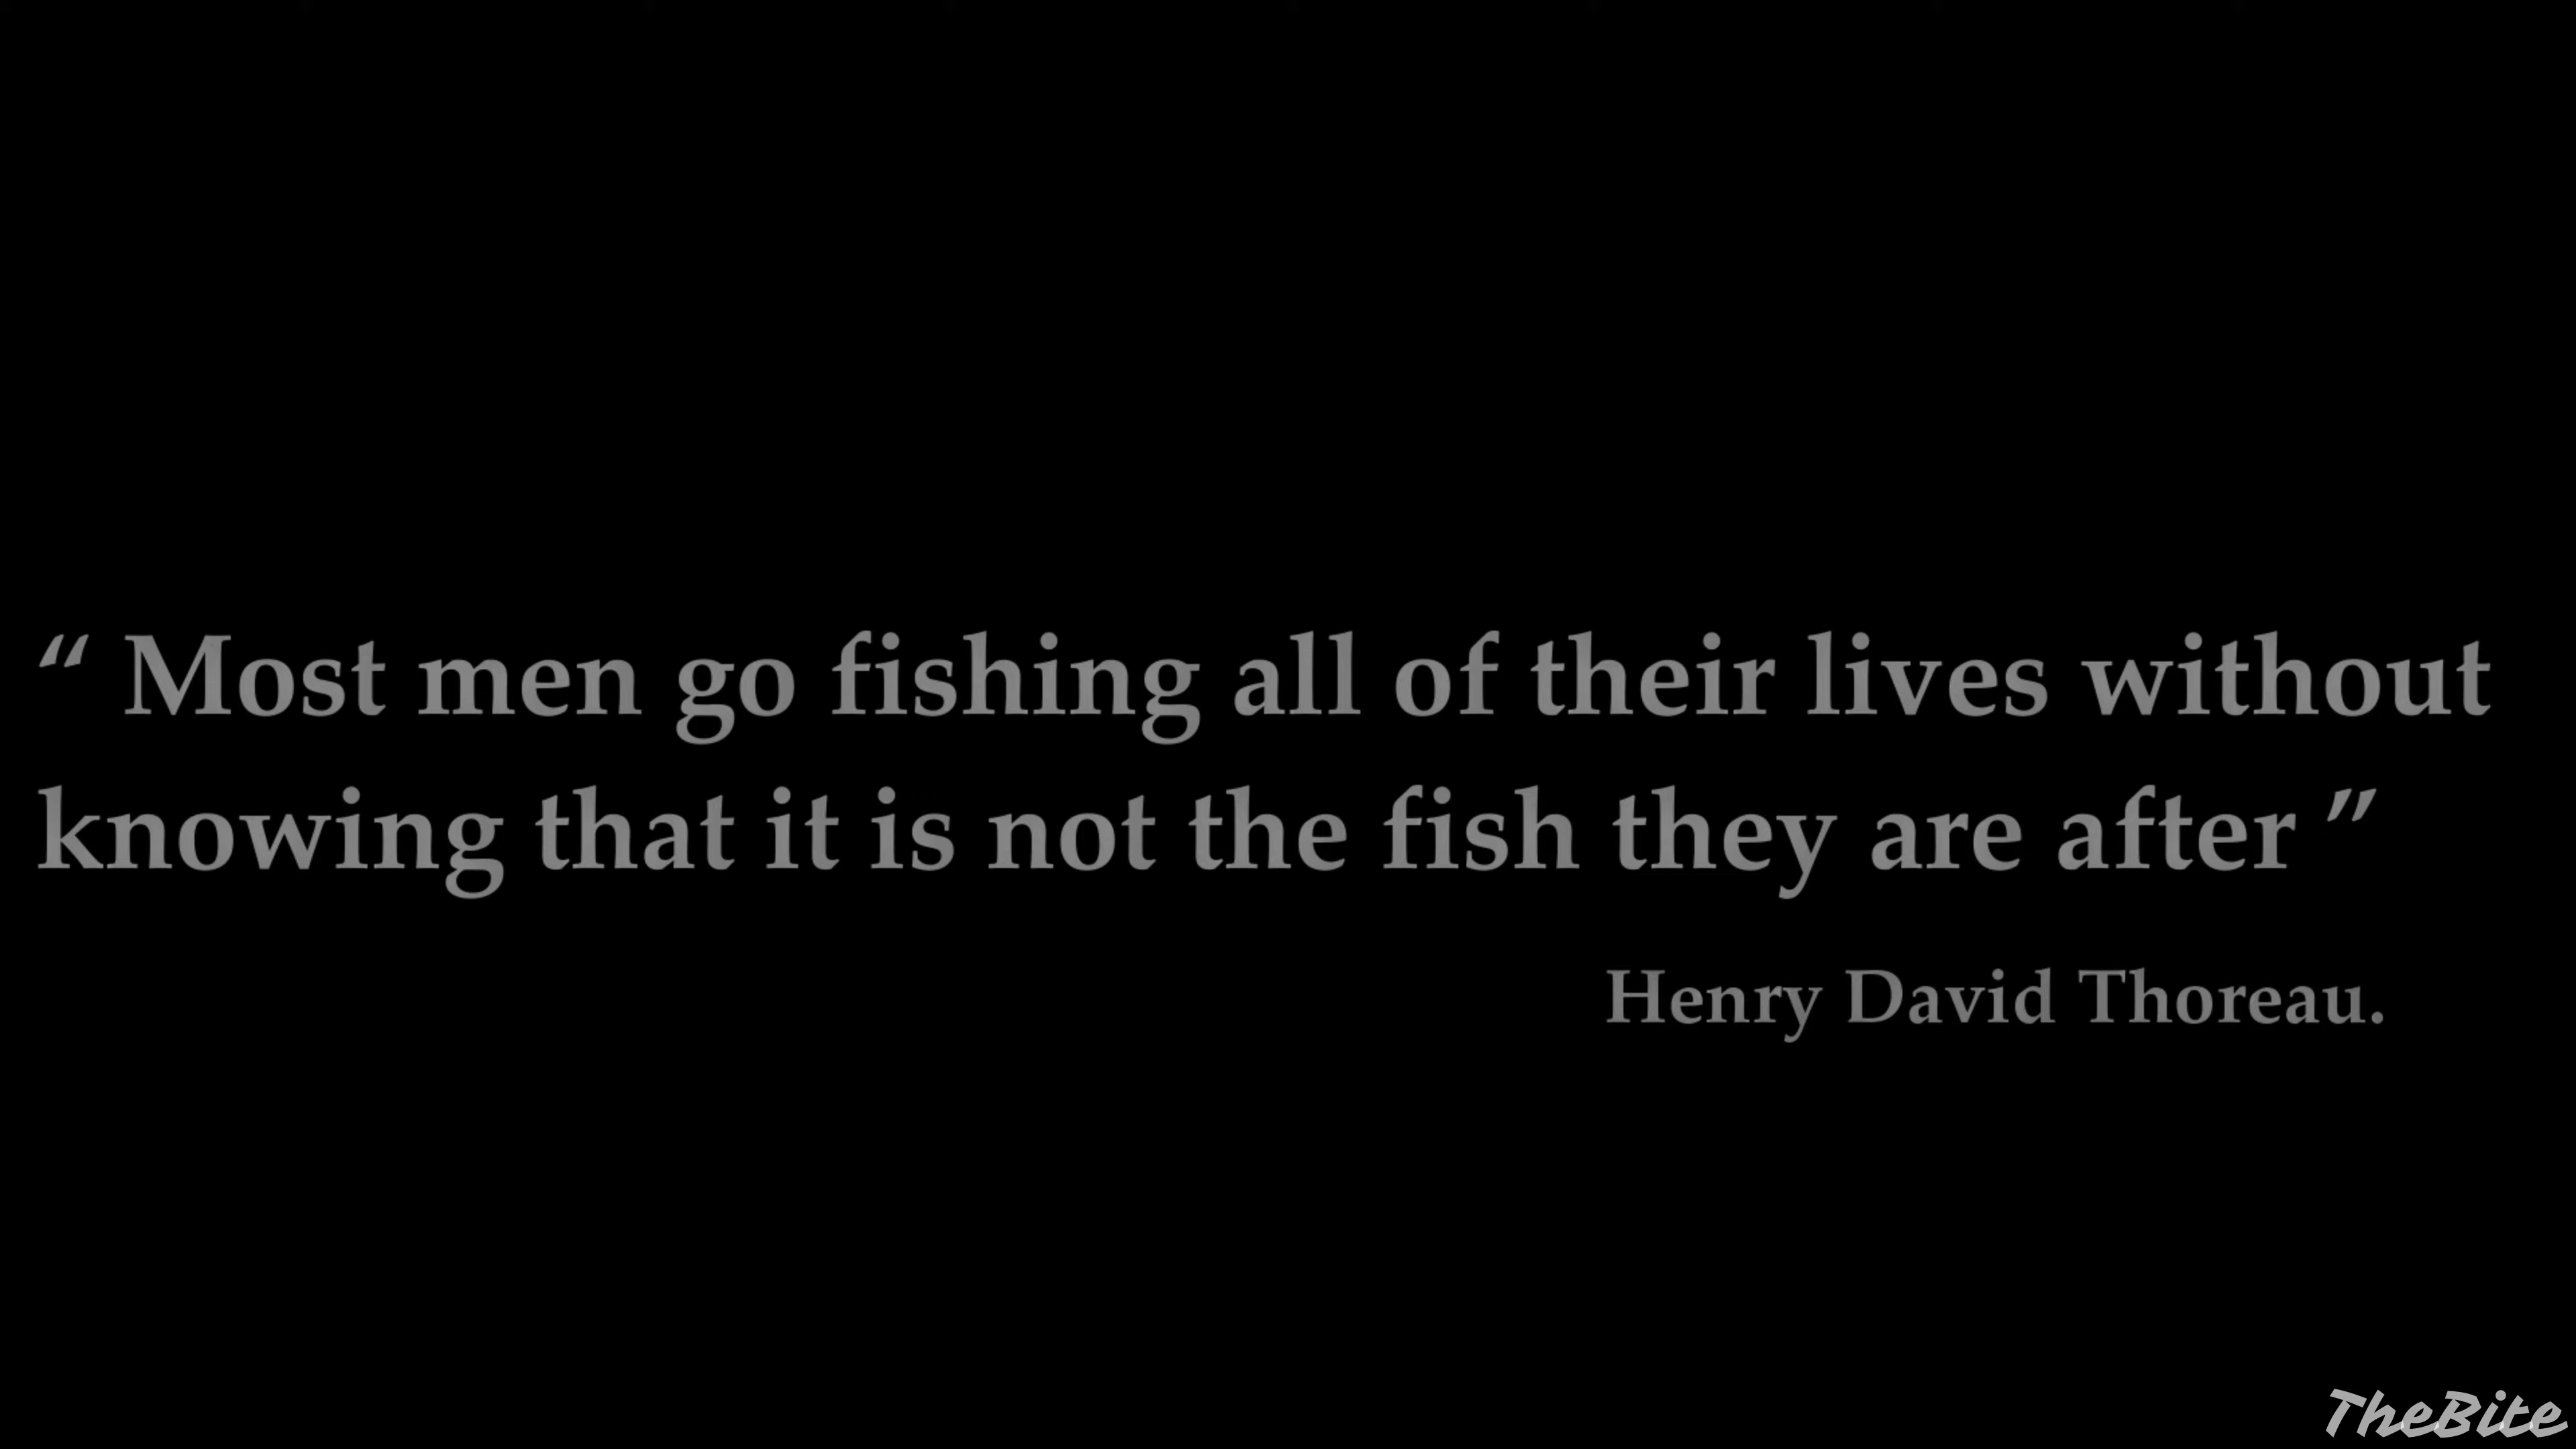 “ Most men go fishing all of their lives without
knowing that it is not the fish they are after ”
Henry David Thoreau.
TheBite